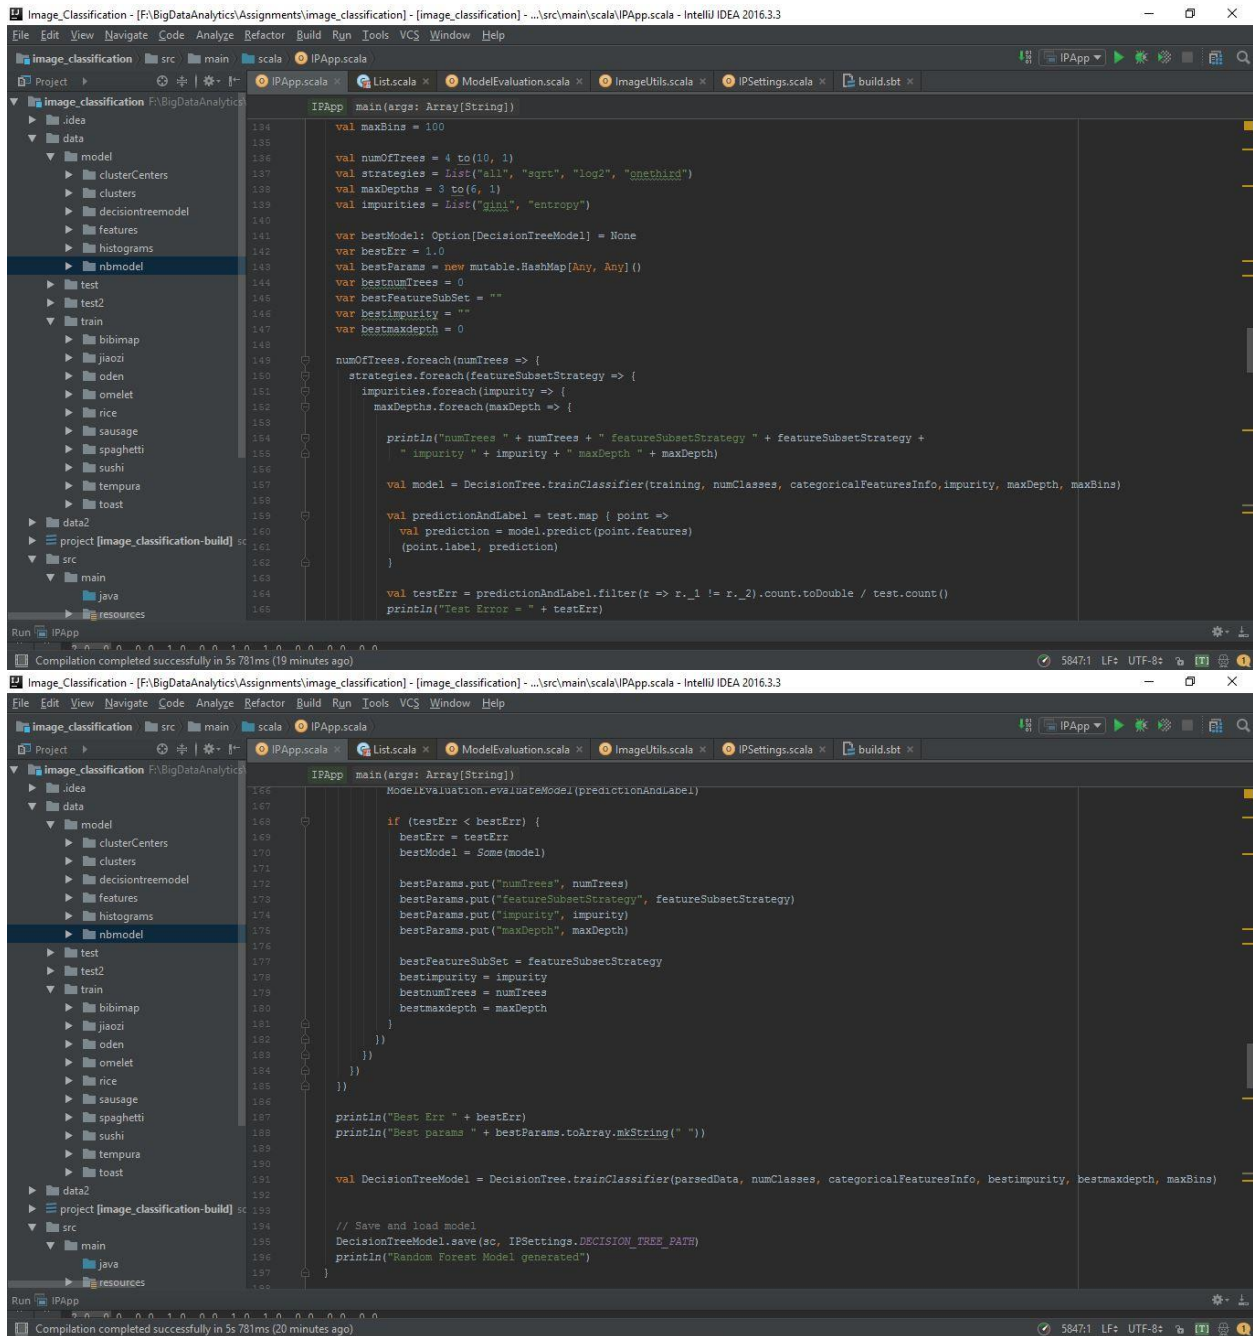 Image_Classification - [F:\BigDataAnalytics\Assignments\image_classification] - [image_classification] - ...\src\main\scala\IPApp.scala - IntelliJ IDEA 2016.3.3
File Edit View Navigate Code Analyze Refactor Build Run Tools VCS Window Help
image_classification src main scala IPApp.scala IPApp
Project IPApp.scala List.scala ModelEvaluation.scala ImageUtils.scala IPSettings.scala build.sbt
image_classification F:\BigDataAnalytics\
IPApp main(args: Array[String])
.idea
data
model
clusterCenters
clusters
decisiontreemodel
features
histograms
nbmodel
test
test2
train
bibimap
jiaozi
oden
omelet
rice
sausage
spaghetti
sushi
tempura
toast
data2
project [image_classification-build] sc
src
main
java
resources
134 val maxBins = 100
135
136 val numOfTrees = 4 to(10, 1)
137 val strategies = List("all", "sqrt", "log2", "onethird")
138 val maxDepths = 3 to(6, 1)
139 val impurities = List("gini", "entropy")
140
141 var bestModel: Option[DecisionTreeModel] = None
142 var bestErr = 1.0
143 val bestParams = new mutable.HashMap[Any, Any]()
144 var bestnumTrees = 0
145 var bestFeatureSubSet = ""
146 var bestimpurity = ""
147 var bestmaxdepth = 0
148
149 numOfTrees.foreach(numTrees => {
150 strategies.foreach(featureSubsetStrategy => {
151 impurities.foreach(impurity => {
152 maxDepths.foreach(maxDepth => {
153
154 println("numTrees " + numTrees + " featureSubsetStrategy " + featureSubsetStrategy +
155 " impurity " + impurity + " maxDepth " + maxDepth)
156
157 val model = DecisionTree.trainClassifier(training, numClasses, categoricalFeaturesInfo,impurity, maxDepth, maxBins)
158
159 val predictionAndLabel = test.map { point =>
160 val prediction = model.predict(point.features)
161 (point.label, prediction)
162 }
163
164 val testErr = predictionAndLabel.filter(r => r._1 != r._2).count.toDouble / test.count()
165 println("Test Error = " + testErr)
Run IPApp
Compilation completed successfully in 5s 781ms (19 minutes ago) 5847:1 LF UTF-8 [T] 1
Image_Classification - [F:\BigDataAnalytics\Assignments\image_classification] - [image_classification] - ...\src\main\scala\IPApp.scala - IntelliJ IDEA 2016.3.3
File Edit View Navigate Code Analyze Refactor Build Run Tools VCS Window Help
image_classification src main scala IPApp.scala IPApp
Project IPApp.scala List.scala ModelEvaluation.scala ImageUtils.scala IPSettings.scala build.sbt
image_classification F:\BigDataAnalytics\
IPApp main(args: Array[String])
.idea
data
model
clusterCenters
clusters
decisiontreemodel
features
histograms
nbmodel
test
test2
train
bibimap
jiaozi
oden
omelet
rice
sausage
spaghetti
sushi
tempura
toast
data2
project [image_classification-build] sc
src
main
java
resources
166 ModelEvaluation.evaluateModel(predictionAndLabel)
167
168 if (testErr < bestErr) {
169 bestErr = testErr
170 bestModel = Some(model)
171
172 bestParams.put("numTrees", numTrees)
173 bestParams.put("featureSubsetStrategy", featureSubsetStrategy)
174 bestParams.put("impurity", impurity)
175 bestParams.put("maxDepth", maxDepth)
176
177 bestFeatureSubSet = featureSubsetStrategy
178 bestimpurity = impurity
179 bestnumTrees = numTrees
180 bestmaxdepth = maxDepth
181 }
182 })
183 })
184 })
185 })
186
187 println("Best Err " + bestErr)
188 println("Best params " + bestParams.toArray.mkString(" "))
189
190
191 val DecisionTreeModel = DecisionTree.trainClassifier(parsedData, numClasses, categoricalFeaturesInfo, bestimpurity, bestmaxdepth, maxBins)
192
193
194 // Save and load model
195 DecisionTreeModel.save(sc, IPSettings.DECISION_TREE_PATH)
196 println("Random Forest Model generated")
197 }
Run IPApp
Compilation completed successfully in 5s 781ms (20 minutes ago) 5847:1 LF UTF-8 [T] 1